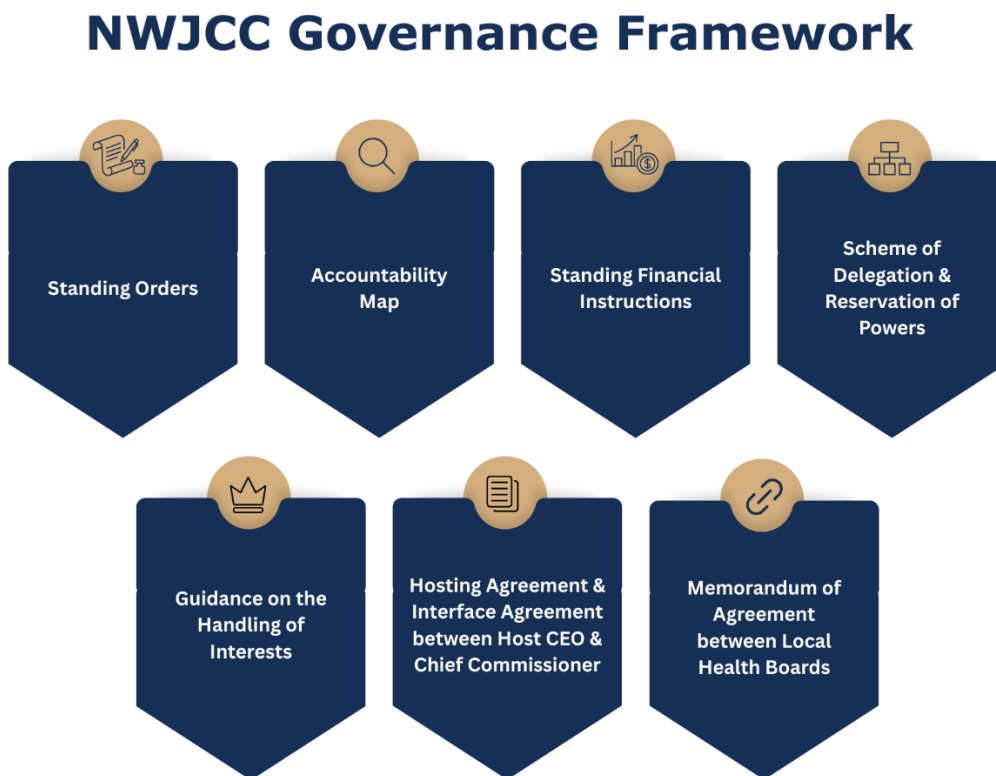 NWJCC Governance Framework
Standing Orders
Accountability
Map
Standing Financial
Instructions
Scheme of
Delegation &
Reservation of
Powers
Guidance on the
Handling of
Interests
Hosting Agreement &
Interface Agreement
between Host CEO &
Chief Commissioner
Memorandum of
Agreement
between Local
Health Boards